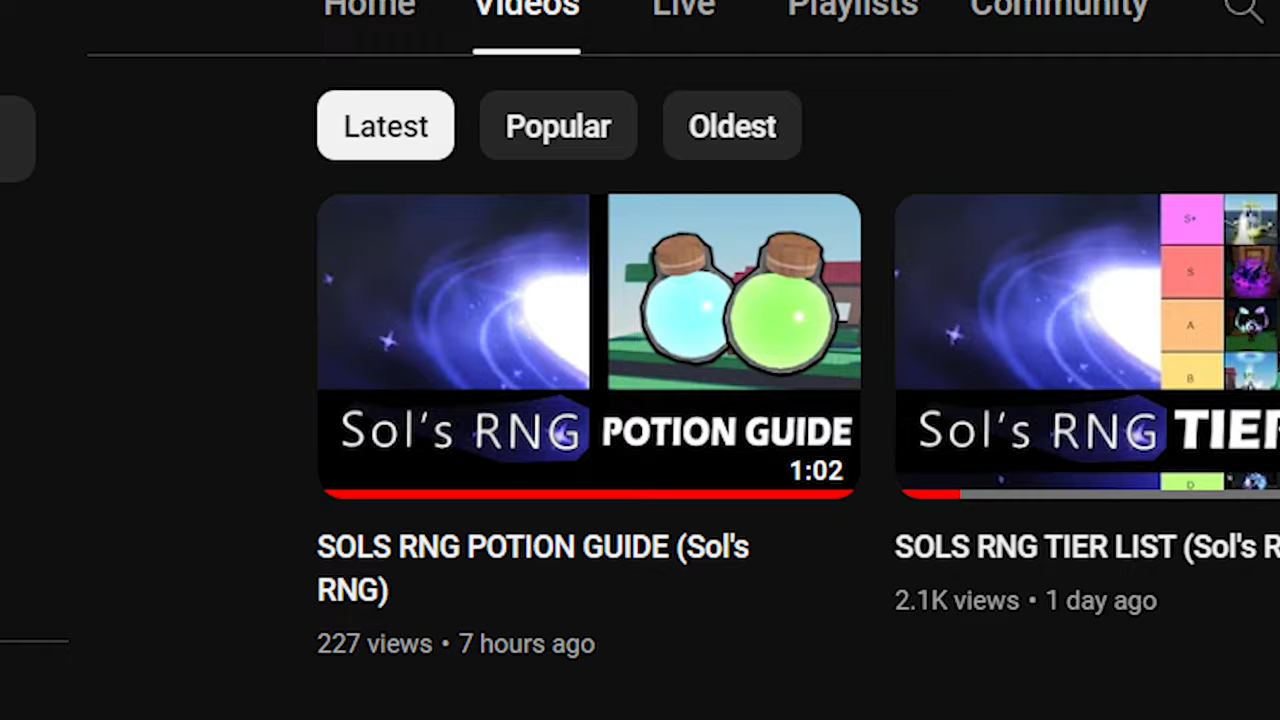 Home Videos Live Playlists Community
Latest Popular Oldest
S+
S
A
B
Sol's RNG POTION GUIDE
1:02
Sol's RNG
D
SOLS RNG POTION GUIDE (Sol's
RNG)
227 views • 7 hours ago
SOLS RNG TIER LIST (Sol's R
2.1K views • 1 day ago